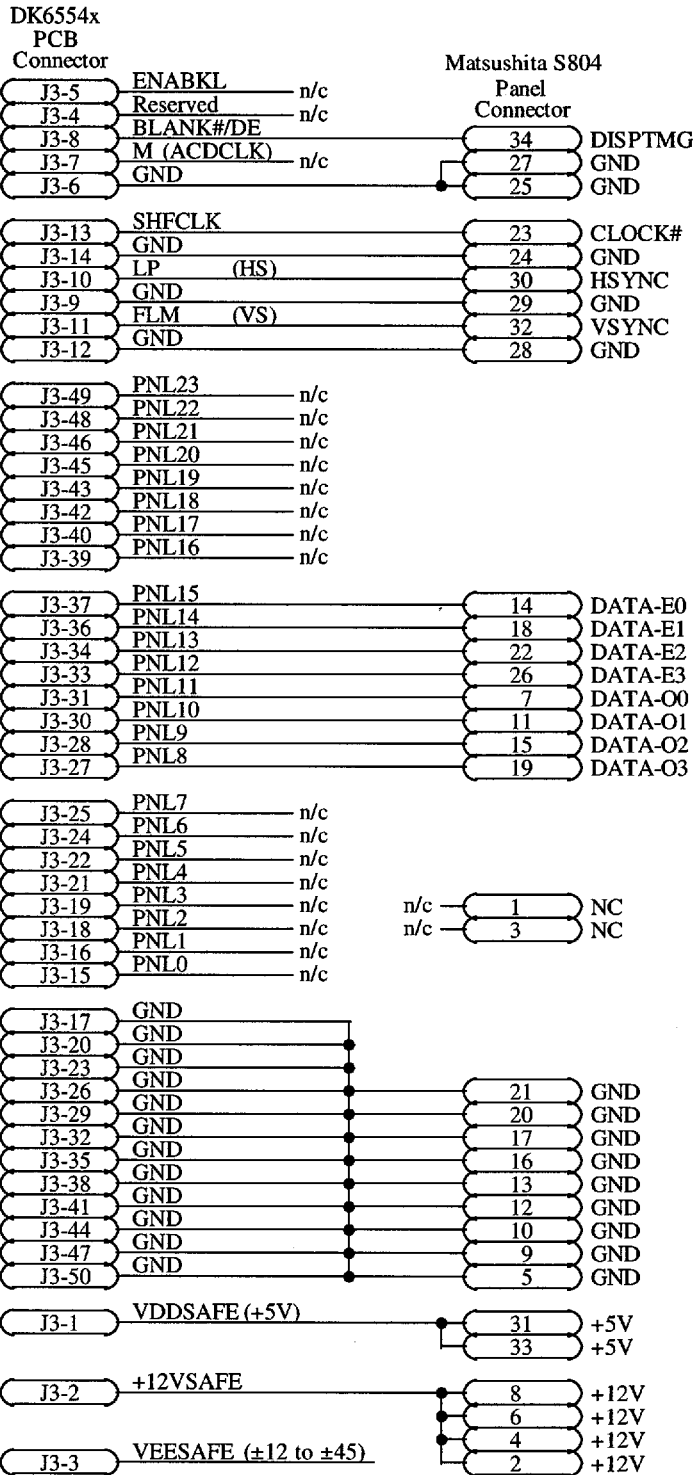 DK6554x
PCB
Connector
Matsushita S804
Panel
Connector
J3-5 ENABKL n/c
J3-4 Reserved n/c
J3-8 BLANK#/DE 34 DISPTMG
J3-7 M (ACDCLK) n/c 27 GND
J3-6 GND 25 GND
J3-13 SHFCLK 23 CLOCK#
J3-14 GND 24 GND
J3-10 LP (HS) 30 HSYNC
J3-9 GND 29 GND
J3-11 FLM (VS) 32 VSYNC
J3-12 GND 28 GND
J3-49 PNL23 n/c
J3-48 PNL22 n/c
J3-46 PNL21 n/c
J3-45 PNL20 n/c
J3-43 PNL19 n/c
J3-42 PNL18 n/c
J3-40 PNL17 n/c
J3-39 PNL16 n/c
J3-37 PNL15 14 DATA-E0
J3-36 PNL14 18 DATA-E1
J3-34 PNL13 22 DATA-E2
J3-33 PNL12 26 DATA-E3
J3-31 PNL11 7 DATA-O0
J3-30 PNL10 11 DATA-O1
J3-28 PNL9 15 DATA-O2
J3-27 PNL8 19 DATA-O3
J3-25 PNL7 n/c
J3-24 PNL6 n/c
J3-22 PNL5 n/c
J3-21 PNL4 n/c
J3-19 PNL3 n/c n/c 1 NC
J3-18 PNL2 n/c n/c 3 NC
J3-16 PNL1 n/c
J3-15 PNL0 n/c
J3-17 GND
J3-20 GND
J3-23 GND
J3-26 GND 21 GND
J3-29 GND 20 GND
J3-32 GND 17 GND
J3-35 GND 16 GND
J3-38 GND 13 GND
J3-41 GND 12 GND
J3-44 GND 10 GND
J3-47 GND 9 GND
J3-50 GND 5 GND
J3-1 VDDSAFE (+5V) 31 +5V
33 +5V
J3-2 +12VSAFE 8 +12V
6 +12V
4 +12V
J3-3 VEESAFE (±12 to ±45) 2 +12V